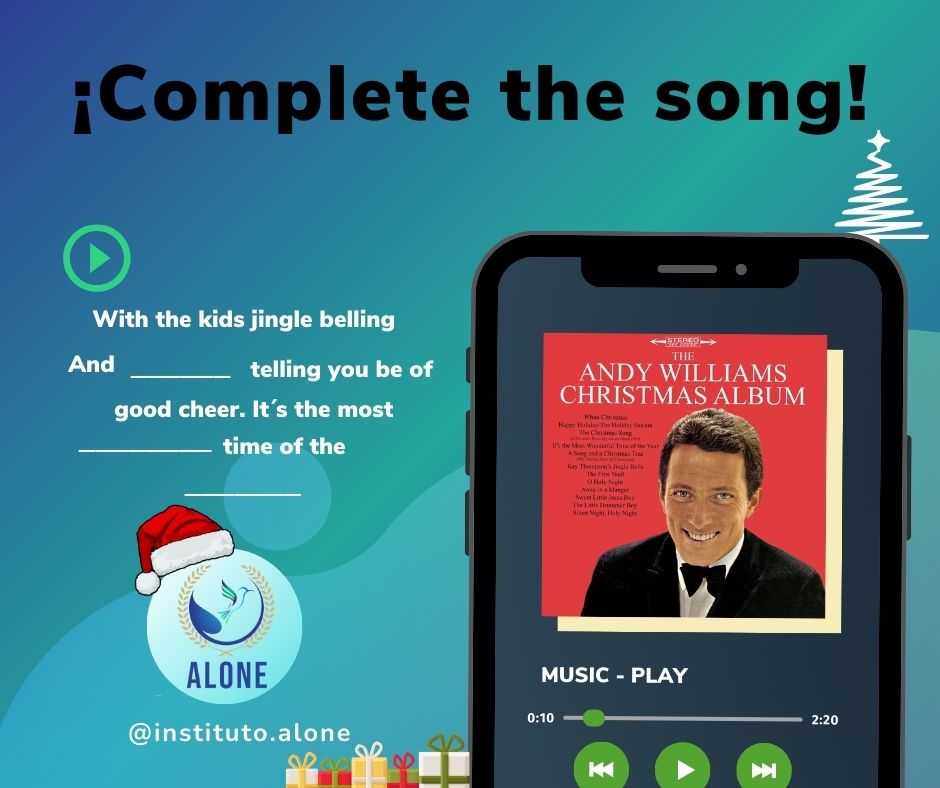 ¡Complete the song!
With the kids jingle belling
And __________ telling you be of
good cheer. It´s the most
_____________ time of the
___________
ALONE
@instituto.alone
STEREO
THE
ANDY WILLIAMS
CHRISTMAS ALBUM
White Christmas
Happy Holiday/The Holiday Season
The Christmas Song
It's the Most Wonderful Time of the Year
A Song and a Christmas Tree
Kay Thompson's Jingle Bells
The First Noel
O Holy Night
Away in a Manger
Sweet Little Jesus Boy
The Little Drummer Boy
Silent Night, Holy Night
MUSIC - PLAY
0:10
2:20